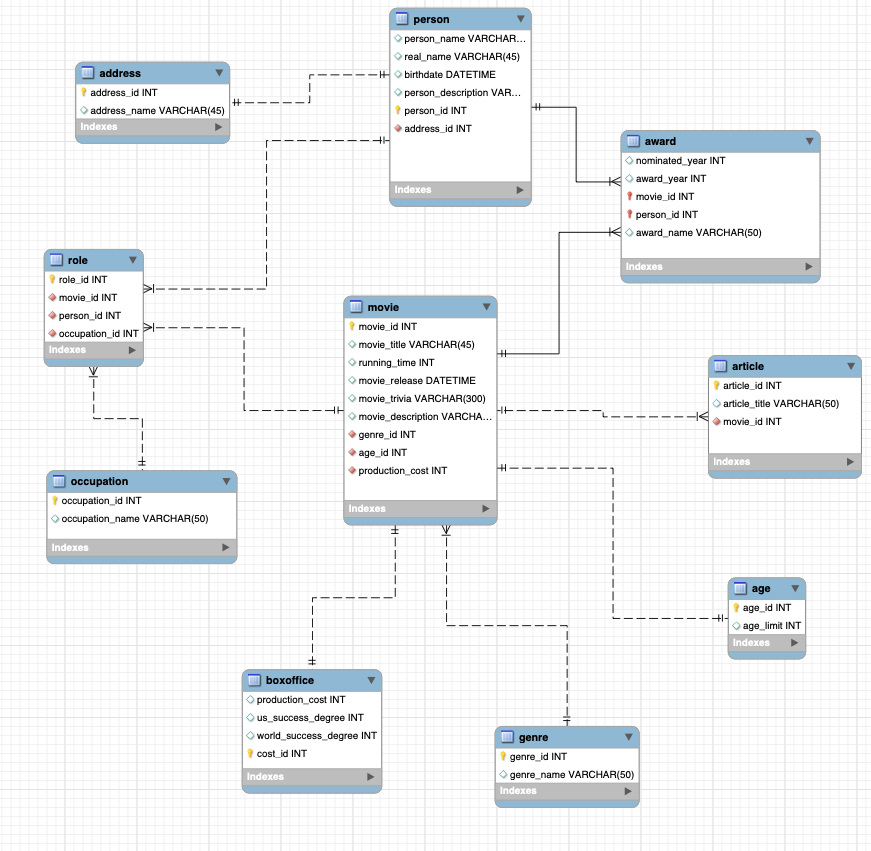 person
person_name VARCHAR...
real_name VARCHAR(45)
birthdate DATETIME
person_description VAR...
person_id INT
address_id INT
Indexes
address
address_id INT
address_name VARCHAR(45)
Indexes
award
nominated_year INT
award_year INT
movie_id INT
person_id INT
award_name VARCHAR(50)
Indexes
role
role_id INT
movie_id INT
person_id INT
occupation_id INT
Indexes
movie
movie_id INT
movie_title VARCHAR(45)
running_time INT
movie_release DATETIME
movie_trivia VARCHAR(300)
movie_description VARCHA...
genre_id INT
age_id INT
production_cost INT
Indexes
article
article_id INT
article_title VARCHAR(50)
movie_id INT
Indexes
occupation
occupation_id INT
occupation_name VARCHAR(50)
Indexes
age
age_id INT
age_limit INT
Indexes
boxoffice
production_cost INT
us_success_degree INT
world_success_degree INT
cost_id INT
Indexes
genre
genre_id INT
genre_name VARCHAR(50)
Indexes